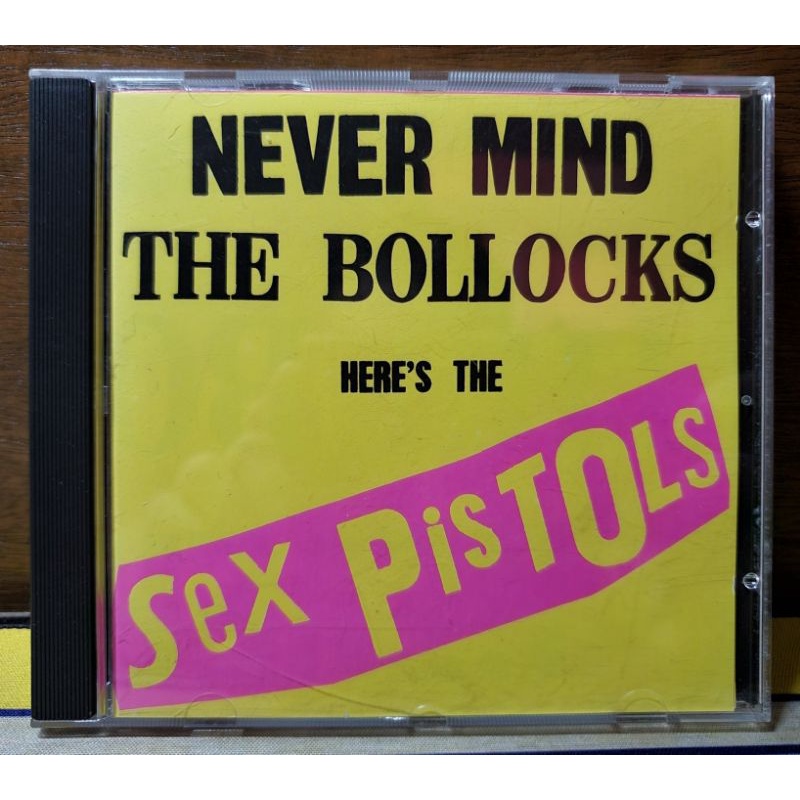 NEVER MIND
THE BOLLOCKS
HERE'S THE
Sex PisTOLs